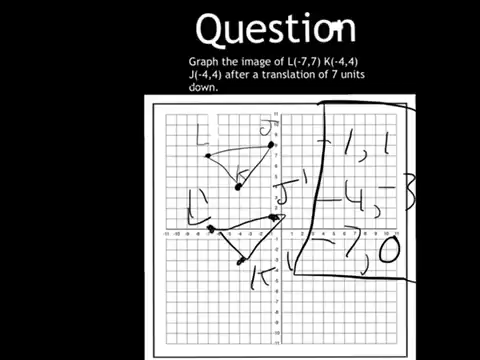 Question
Graph the image of L(-7,7) K(-4,4)
J(-4,4) after a translation of 7 units
down.
L J
K
J'
L'
K'
-1, 1
-4, -3
-7, 0